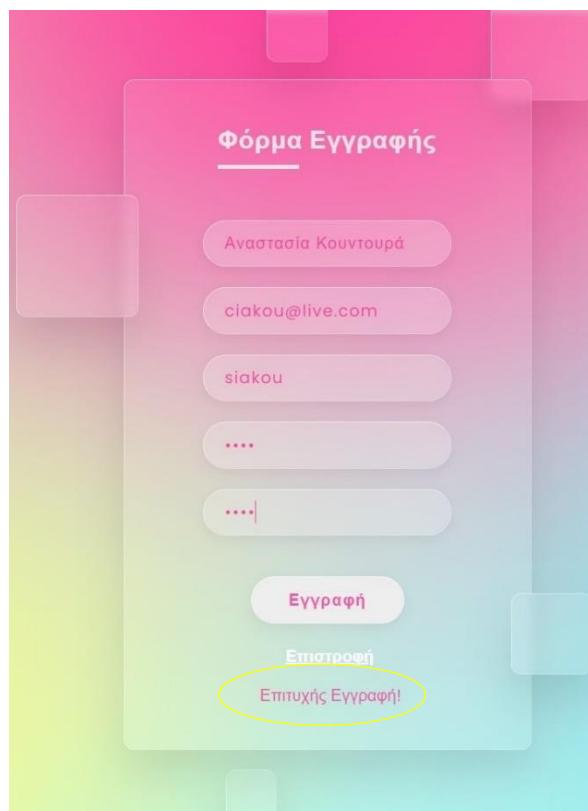 Φόρμα Εγγραφής
Αναστασία Κουντουρά
ciakou@live.com
siakou
••••
••••
Εγγραφή
Επιστροφή
Επιτυχής Εγγραφή!